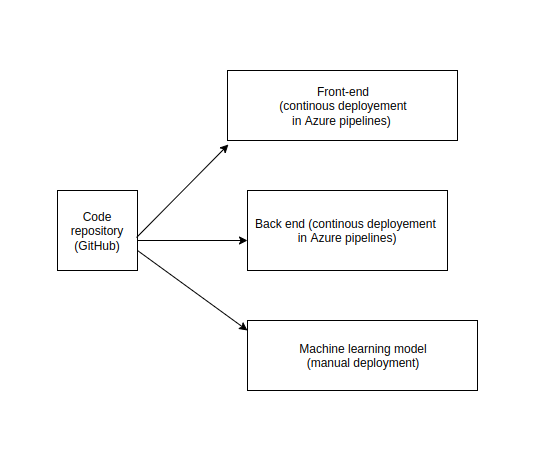 Front-end
(continous deployement
in Azure pipelines)
Code
repository
(GitHub)
Back end (continous deployement
in Azure pipelines)
Machine learning model
(manual deployment)